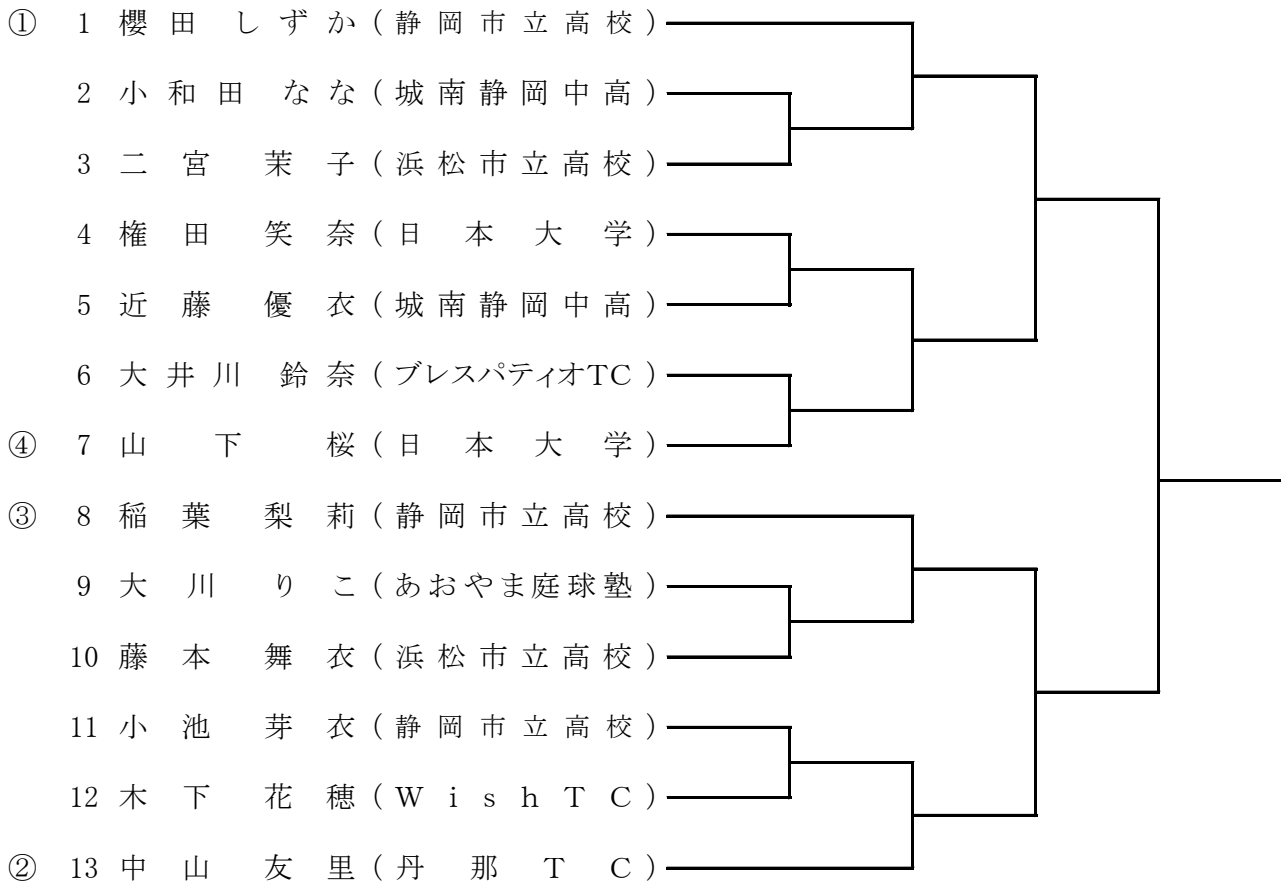 ① 1 櫻田 しずか(静岡市立高校)
2 小和田 なな(城南静岡中高)
3 二宮 茉子(浜松市立高校)
4 権田 笑奈(日本大学)
5 近藤 優衣(城南静岡中高)
6 大井川 鈴奈(ブレスパティオTC)
④ 7 山下 桜(日本大学)
③ 8 稲葉 梨莉(静岡市立高校)
9 大川 りこ(あおやま庭球塾)
10 藤本 舞衣(浜松市立高校)
11 小池 芽衣(静岡市立高校)
12 木下 花穂(WishTC)
② 13 中山 友里(丹那TC)